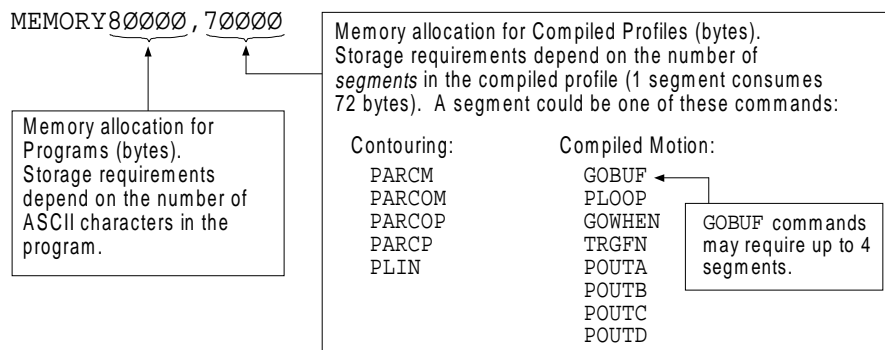 MEMORY8ØØØØ,7ØØØØ
Memory allocation for
Programs (bytes).
Storage requirements
depend on the number of
ASCII characters in the
program.
Memory allocation for Compiled Profiles (bytes).
Storage requirements depend on the number of
segments in the compiled profile (1 segment consumes
72 bytes). A segment could be one of these commands:
Contouring:
PARCM
PARCOM
PARCOP
PARCP
PLIN
Compiled Motion:
GOBUF
PLOOP
GOWHEN
TRGFN
POUTA
POUTB
POUTC
POUTD
GOBUF commands
may require up to 4
segments.